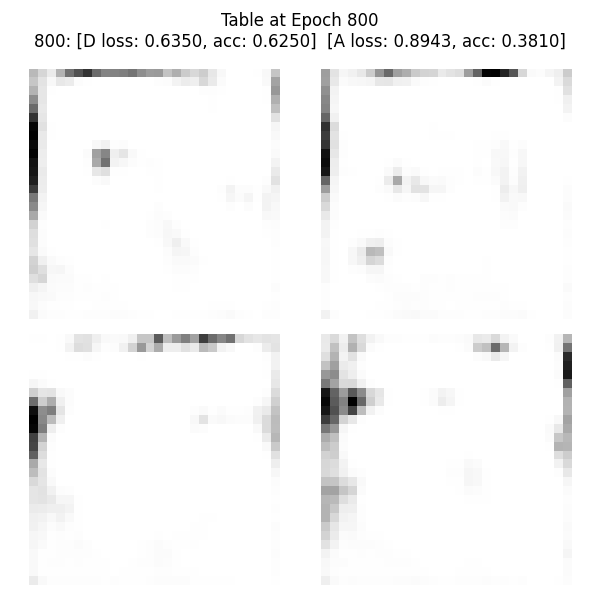 Table at Epoch 800
800: [D loss: 0.6350, acc: 0.6250]  [A loss: 0.8943, acc: 0.3810]